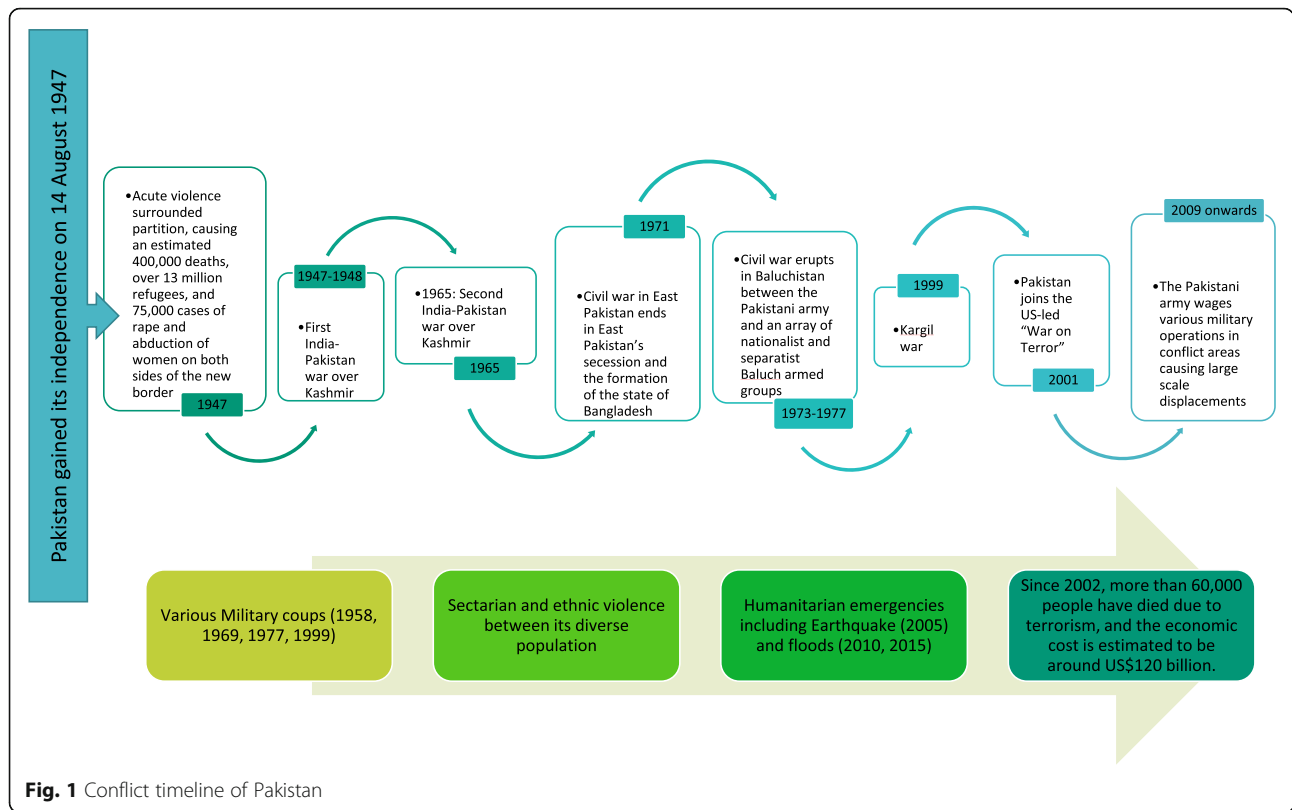 Pakistan gained its independence on 14 August 1947
•Acute violence
surrounded
partition, causing
an estimated
400,000 deaths,
over 13 million
refugees, and
75,000 cases of
rape and
abduction of
women on both
sides of the new
border
1947
1947-1948
•First
India-
Pakistan
war over
Kashmir
•1965: Second
India-Pakistan
war over
Kashmir
1965
1971
•Civil war in East
Pakistan ends
in East
Pakistan's
secession and
the formation
of the state of
Bangladesh
•Civil war erupts
in Baluchistan
between the
Pakistani army
and an array of
nationalist and
separatist
Baluch armed
groups
1973-1977
1999
•Kargil
war
•Pakistan
joins the
US-led
“War on
Terror”
2001
2009 onwards
•The Pakistani
army wages
various military
operations in
conflict areas
causing large
scale
displacements
Various Military coups (1958,
1969, 1977, 1999)
Sectarian and ethnic violence
between its diverse
population
Humanitarian emergencies
including Earthquake (2005)
and floods (2010, 2015)
Since 2002, more than 60,000
people have died due to
terrorism, and the economic
cost is estimated to be
around US$120 billion.
Fig. 1 Conflict timeline of Pakistan